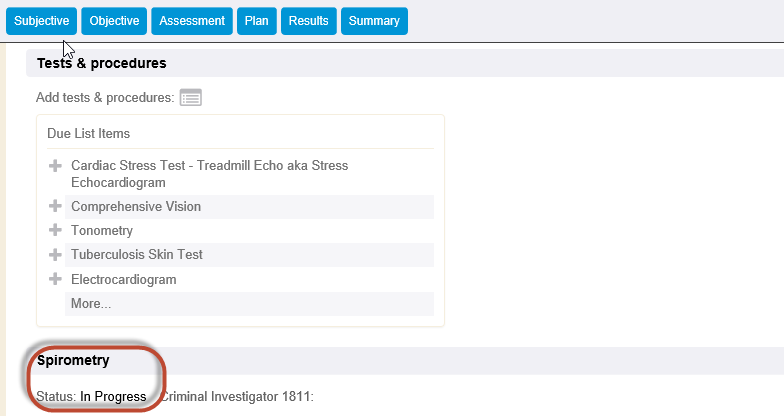 Subjective Objective Assessment Plan Results Summary
Tests & procedures
Add tests & procedures:
Due List Items
Cardiac Stress Test - Treadmill Echo aka Stress
Echocardiogram
Comprehensive Vision
Tonometry
Tuberculosis Skin Test
Electrocardiogram
More...
Spirometry
Status: In Progress Criminal Investigator 1811: